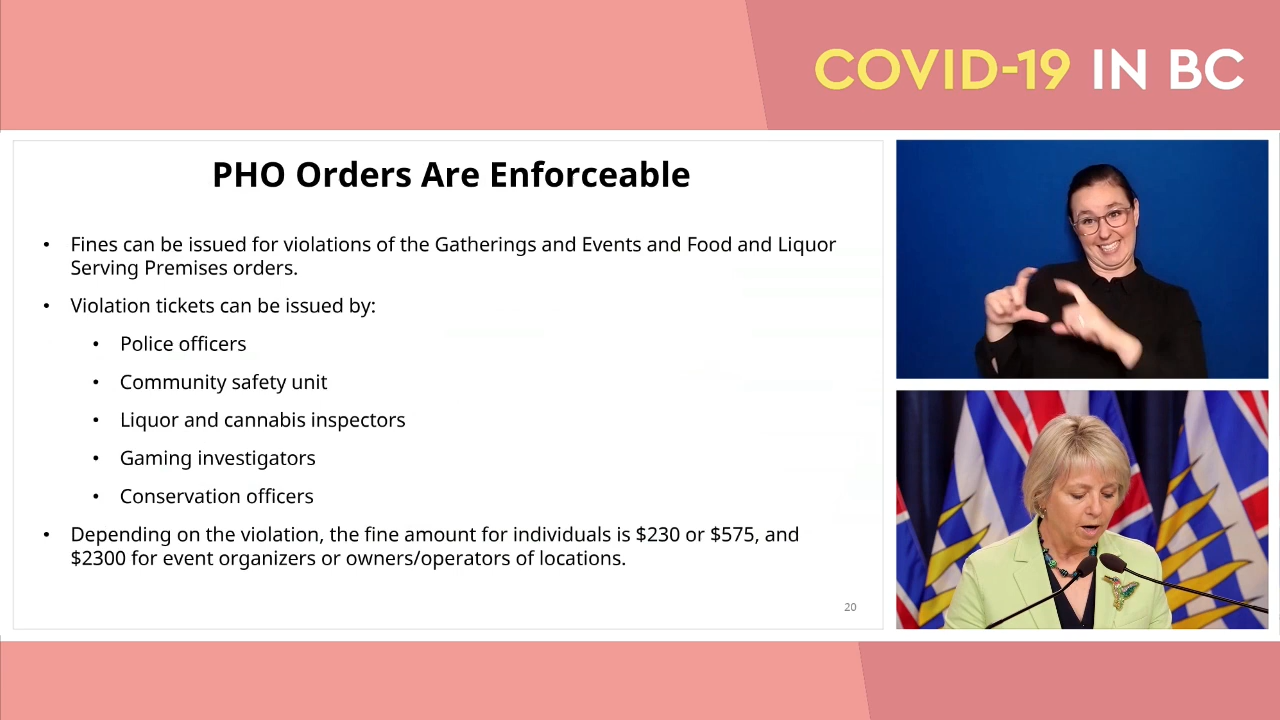 COVID-19 IN BC
PHO Orders Are Enforceable
• Fines can be issued for violations of the Gatherings and Events and Food and Liquor
Serving Premises orders.
• Violation tickets can be issued by:
• Police officers
• Community safety unit
• Liquor and cannabis inspectors
• Gaming investigators
• Conservation officers
• Depending on the violation, the fine amount for individuals is $230 or $575, and
$2300 for event organizers or owners/operators of locations.
20